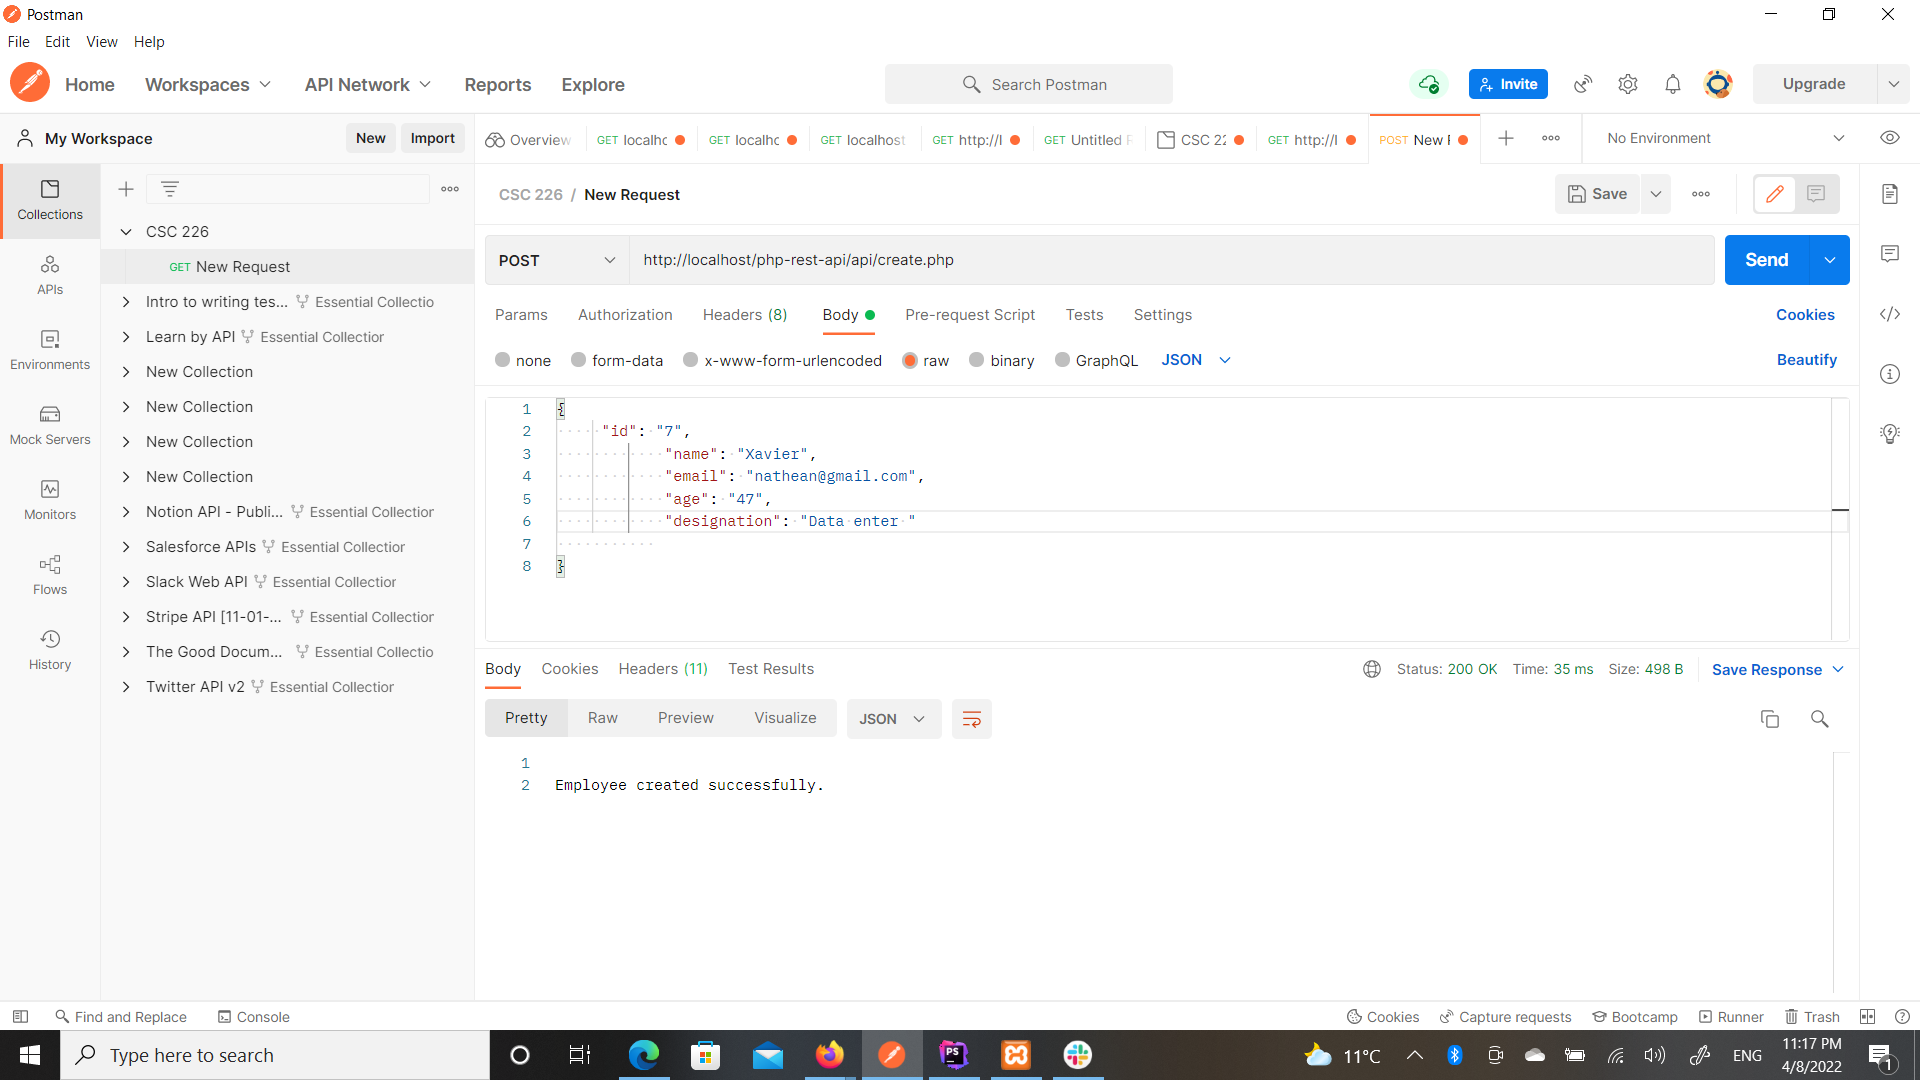 Postman
File Edit View Help
Home Workspaces API Network Reports Explore Search Postman Invite Upgrade
My Workspace New Import Overview GET localhc GET localhc GET localhost GET http://l GET Untitled CSC 22 GET http://l POST New No Environment
CSC 226 / New Request Save
Collections
APIs
Environments
Mock Servers
Monitors
Flows
History
CSC 226
GET New Request
Intro to writing tes... Essential Collectio
Learn by API Essential Collection
New Collection
New Collection
New Collection
New Collection
Notion API - Publi... Essential Collection
Salesforce APIs Essential Collection
Slack Web API Essential Collection
Stripe API [11-01-... Essential Collection
The Good Docum... Essential Collectio
Twitter API v2 Essential Collection
POST http://localhost/php-rest-api/api/create.php Send
Params Authorization Headers (8) Body Pre-request Script Tests Settings Cookies
none form-data x-www-form-urlencoded raw binary GraphQL JSON Beautify
1 {
2 "id": "7",
3 "name": "Xavier",
4 "email": "nathean@gmail.com",
5 "age": "47",
6 "designation": "Data enter "
7
8 }
Body Cookies Headers (11) Test Results Status: 200 OK Time: 35 ms Size: 498 B Save Response
Pretty Raw Preview Visualize JSON
1
2 Employee created successfully.
Find and Replace Console Cookies Capture requests Bootcamp Runner Trash
Type here to search PS 11°C ENG 11:17 PM
4/8/2022 1